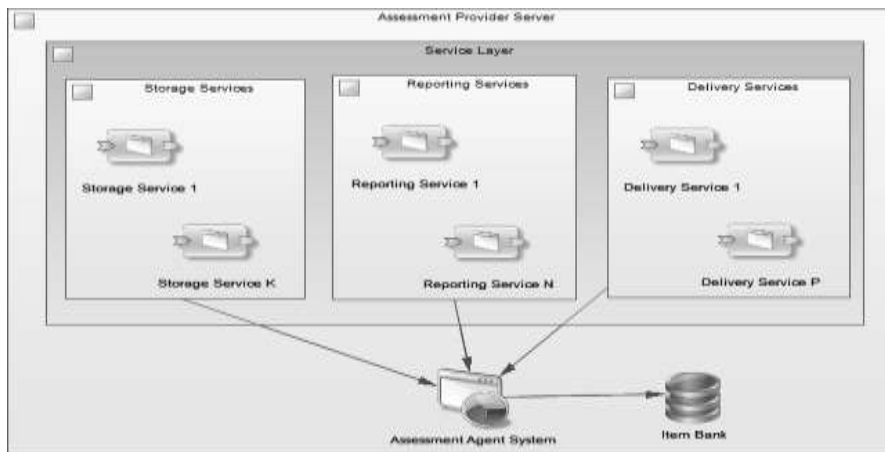 Assessment Provider Server
Service Layer
Storage Services
Reporting Services
Delivery Services
Storage Service 1
Reporting Service 1
Delivery Service 1
Storage Service K
Reporting Service N
Delivery Service P
Assessment Agent System
Item Bank